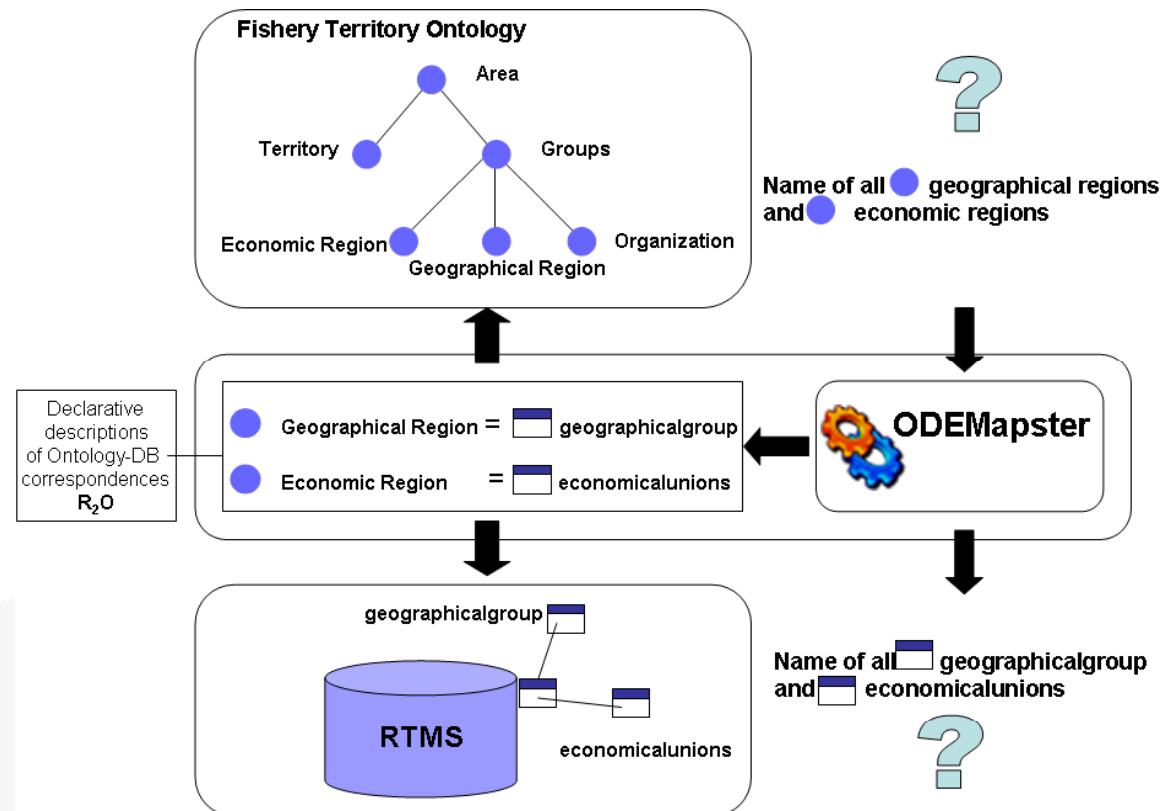 Fishery Territory Ontology
Area
Territory
Groups
Economic Region
Geographical Region
Organization
Name of all geographical regions
and economic regions
Declarative
descriptions
of Ontology-DB
correspondences
R₂O
Geographical Region = geographicalgroup
Economic Region = economicalunions
ODEMapster
geographicalgroup
RTMS
economicalunions
Name of all geographicalgroup
and economicalunions